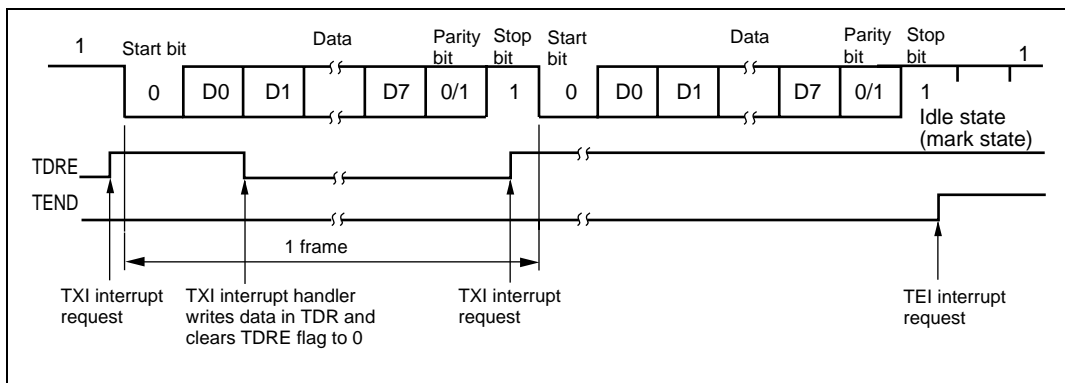 1 Start bit Data Parity bit Stop bit Start bit Data Parity bit Stop bit 1
0 D0 D1 D7 0/1 1 0 D0 D1 D7 0/1 1
Idle state
(mark state)
TDRE
TEND
1 frame
TXI interrupt
request
TXI interrupt handler
writes data in TDR and
clears TDRE flag to 0
TXI interrupt
request
TEI interrupt
request